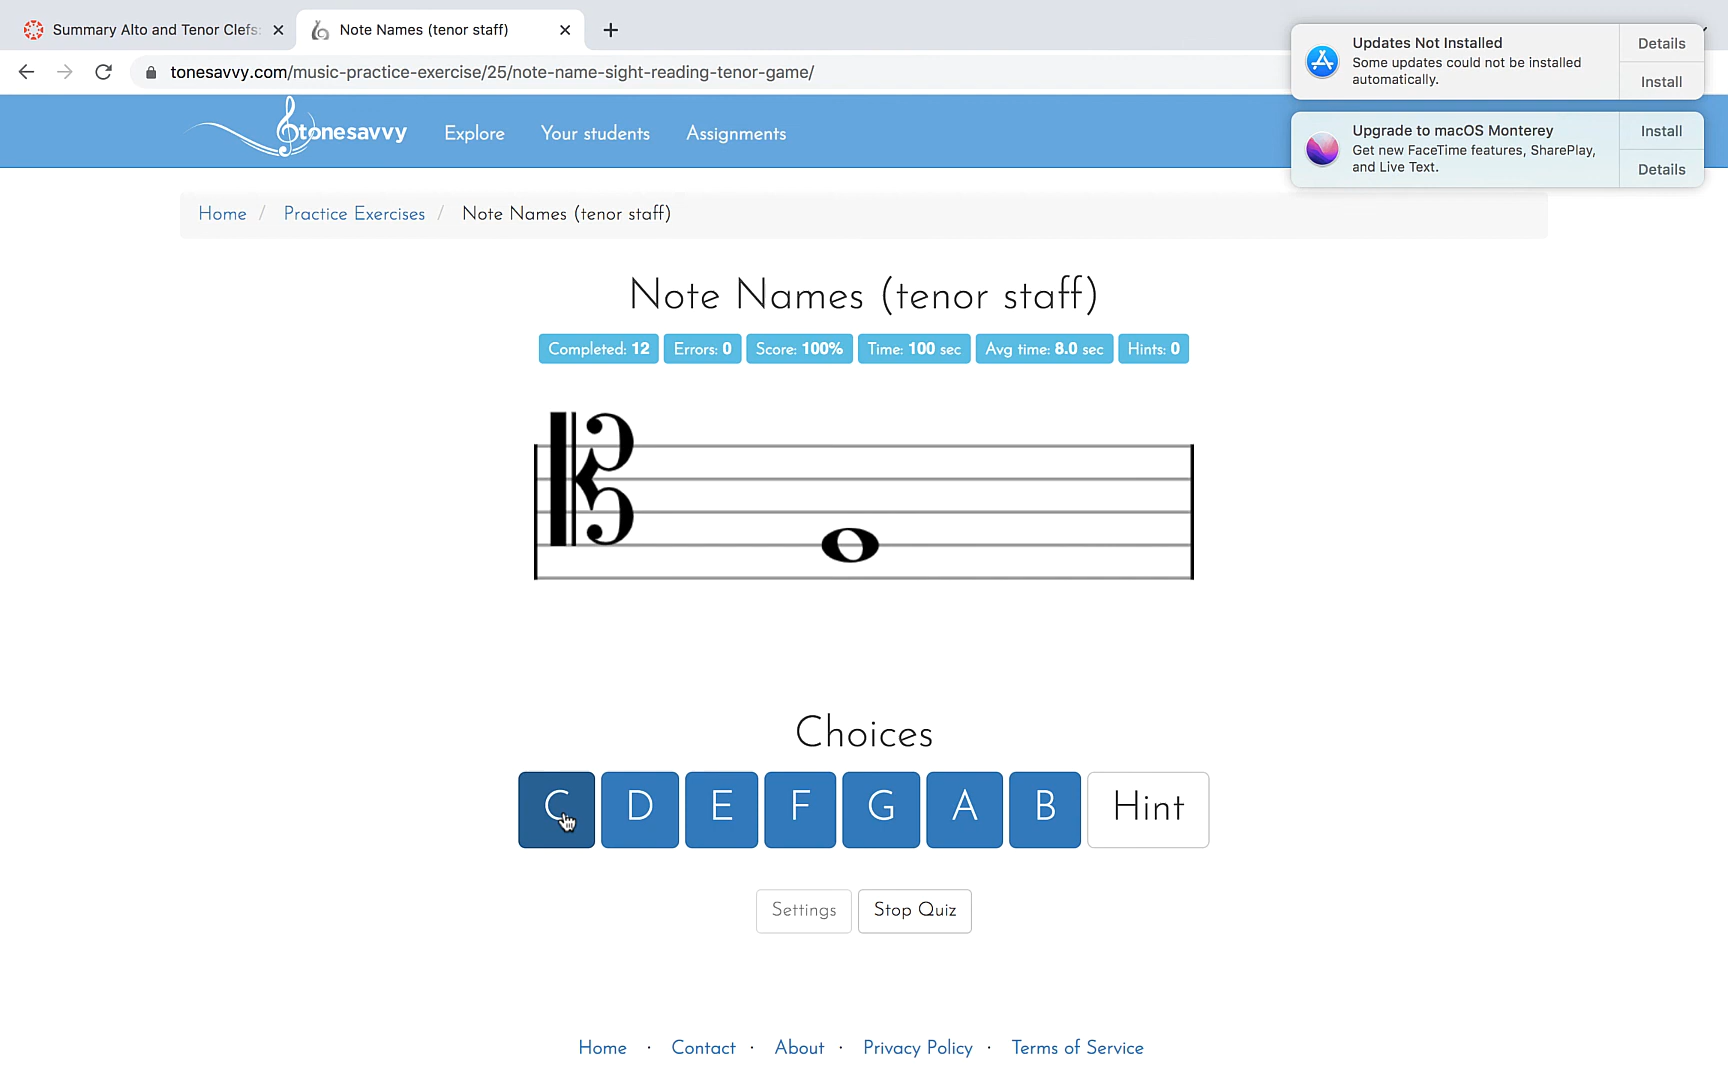 Summary Alto and Tenor Clefs:
Note Names (tenor staff)
tonesavvy.com/music-practice-exercise/25/note-name-sight-reading-tenor-game/
Updates Not Installed
Some updates could not be installed
automatically.
Details
Install
Upgrade to macOS Monterey
Get new FaceTime features, SharePlay,
and Live Text.
Install
Details
tonesavvy
Explore
Your students
Assignments
Home / Practice Exercises / Note Names (tenor staff)
Note Names (tenor staff)
Completed: 12
Errors: 0
Score: 100%
Time: 100 sec
Avg time: 8.0 sec
Hints: 0
Choices
C D E F G A B Hint
Settings
Stop Quiz
Home · Contact · About · Privacy Policy · Terms of Service